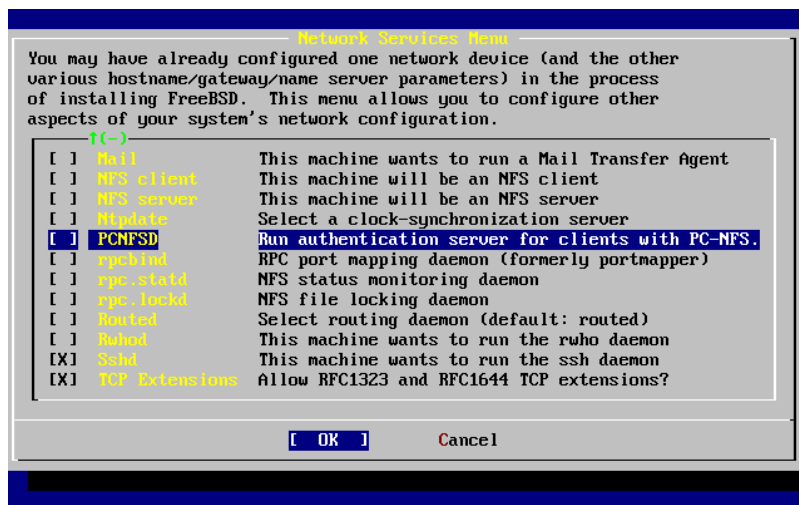 Network Services Menu
You may have already configured one network device (and the other
various hostname/gateway/name server parameters) in the process
of installing FreeBSD.  This menu allows you to configure other
aspects of your system's network configuration.
↑(-)
[ ] Mail This machine wants to run a Mail Transfer Agent
[ ] NFS client This machine will be an NFS client
[ ] NFS server This machine will be an NFS server
[ ] Ntpdate Select a clock-synchronization server
[ ] PCNFSD Run authentication server for clients with PC-NFS.
[ ] rpcbind RPC port mapping daemon (formerly portmapper)
[ ] rpc.statd NFS status monitoring daemon
[ ] rpc.lockd NFS file locking daemon
[ ] Routed Select routing daemon (default: routed)
[ ] Rwhod This machine wants to run the rwho daemon
[X] Sshd This machine wants to run the ssh daemon
[X] TCP Extensions Allow RFC1323 and RFC1644 TCP extensions?
[ OK ] Cancel